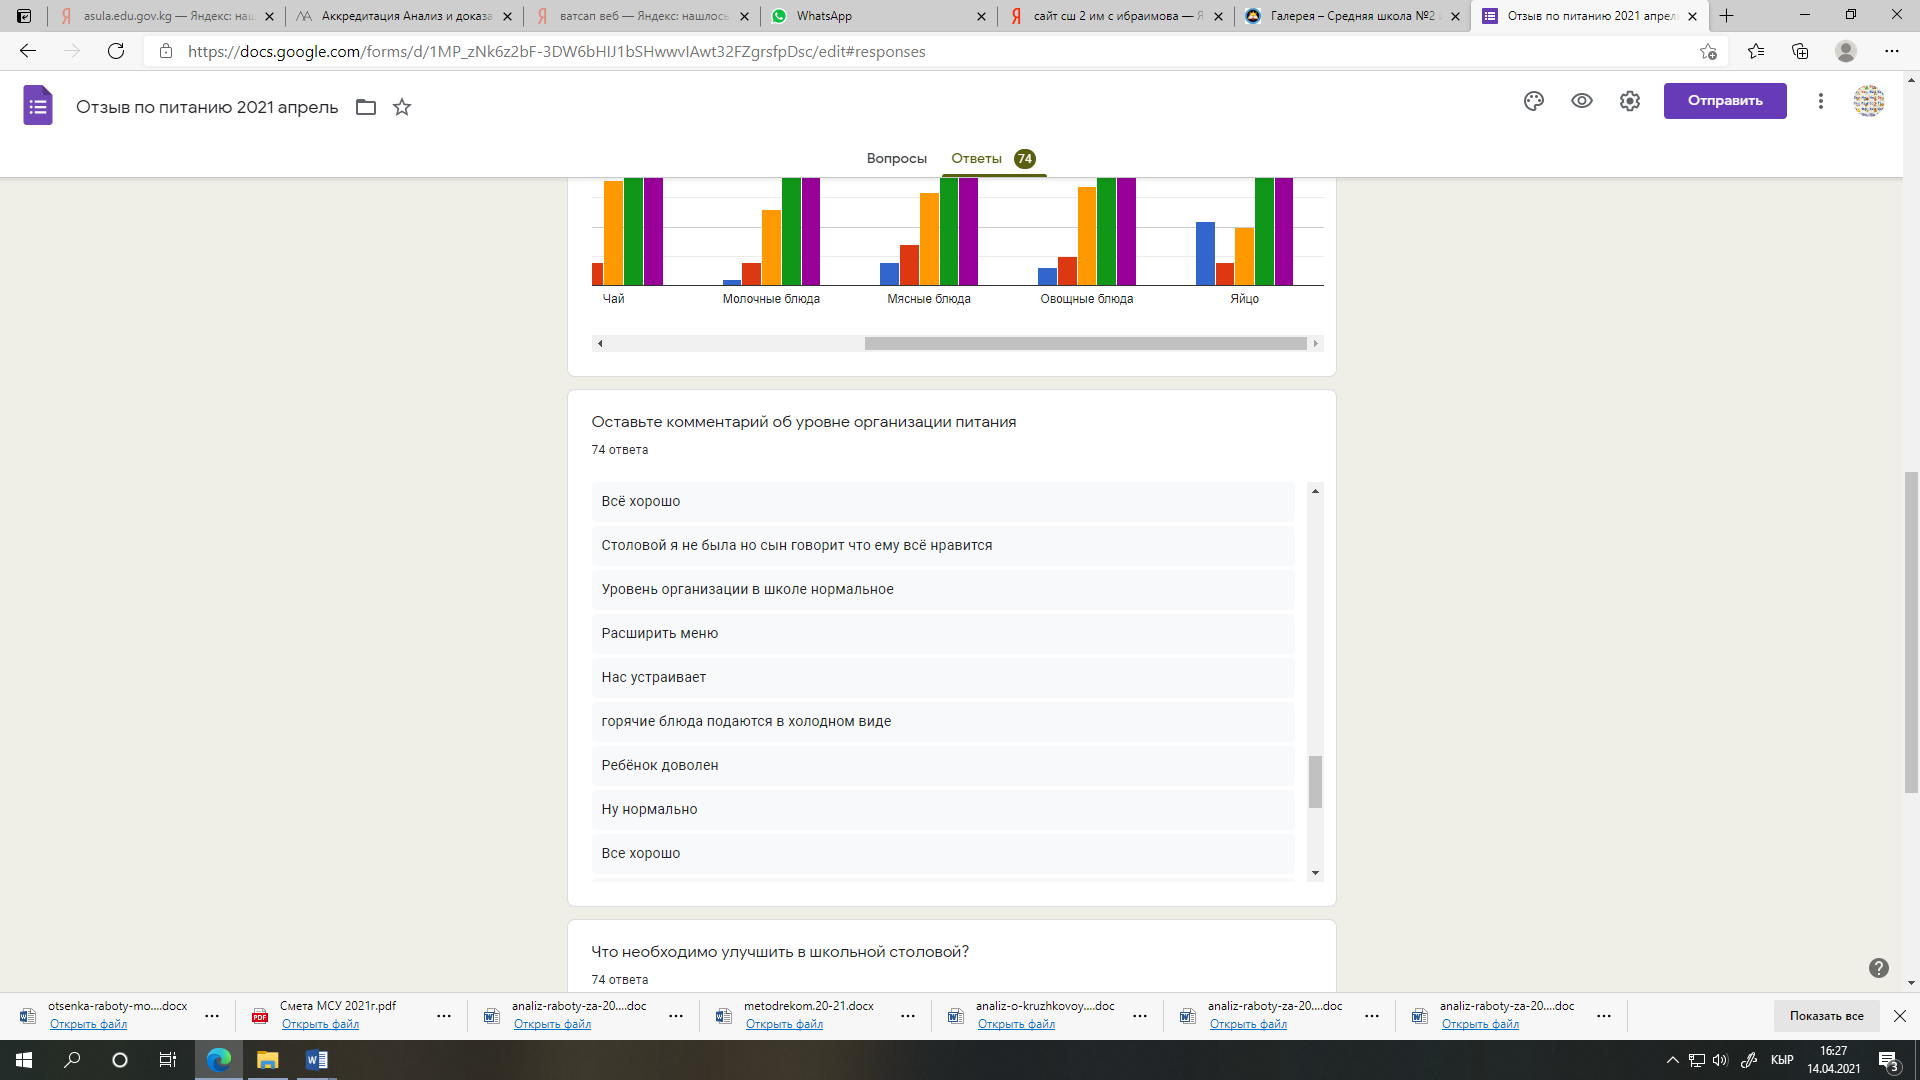 asula.edu.gov.kg — Яндекс: наш
Аккредитация Анализ и доказа
ватсап веб — Яндекс: нашлось
WhatsApp
сайт сш 2 им с ибраимова — Я
Галерея – Средняя школа №2 и
Отзыв по питанию 2021 апрель
https://docs.google.com/forms/d/1MP_zNk6z2bF-3DW6bHIJ1bSHwwvIAwt32FZgrsfpDsc/edit#responses
Отзыв по питанию 2021 апрель
Отправить
Вопросы
Ответы 74
Чай
Молочные блюда
Мясные блюда
Овощные блюда
Яйцо
Оставьте комментарий об уровне организации питания
74 ответа
Всё хорошо
Столовой я не была но сын говорит что ему всё нравится
Уровень организации в школе нормальное
Расширить меню
Нас устраивает
горячие блюда подаются в холодном виде
Ребёнок доволен
Ну нормально
Все хорошо
Что необходимо улучшить в школьной столовой?
74 ответа
otsenka-raboty-mo....docx
Открыть файл
Смета МСУ 2021г.pdf
Открыть файл
analiz-raboty-za-20....doc
Открыть файл
metodrekom.20-21.docx
Открыть файл
analiz-o-kruzhkovoy....doc
Открыть файл
analiz-raboty-za-20....doc
Открыть файл
analiz-raboty-za-20....doc
Открыть файл
Показать все
КЫР
16:27
14.04.2021
3